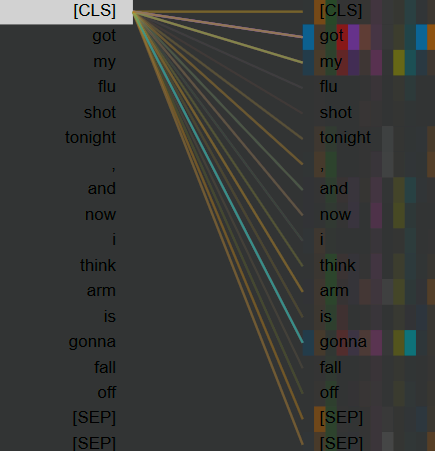 [CLS] [CLS]
got got
my my
flu flu
shot shot
tonight tonight
, ,
and and
now now
i i
think think
arm arm
is is
gonna gonna
fall fall
off off
[SEP] [SEP]
[SEP] [SEP]